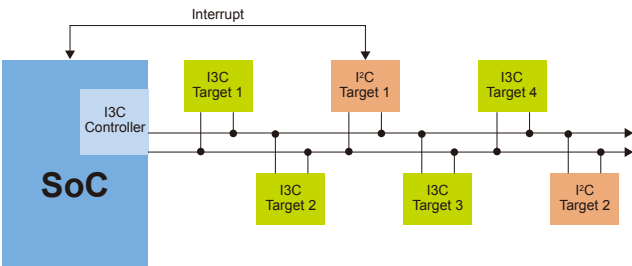 Interrupt
I3C
Target 1
I²C
Target 1
I3C
Target 4
I3C
Controller
SoC
I3C
Target 2
I3C
Target 3
I²C
Target 2